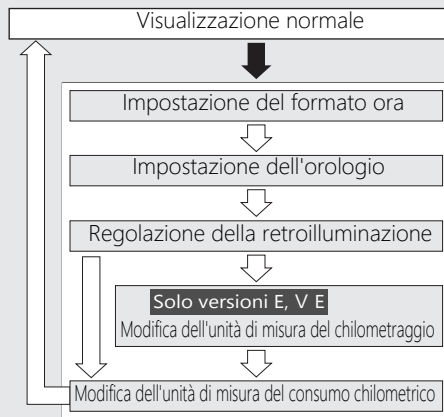 Visualizzazione normale
Impostazione del formato ora
Impostazione dell'orologio
Regolazione della retroilluminazione
Solo versioni E, V E
Modifica dell'unità di misura del chilometraggio
Modifica dell'unità di misura del consumo chilometrico